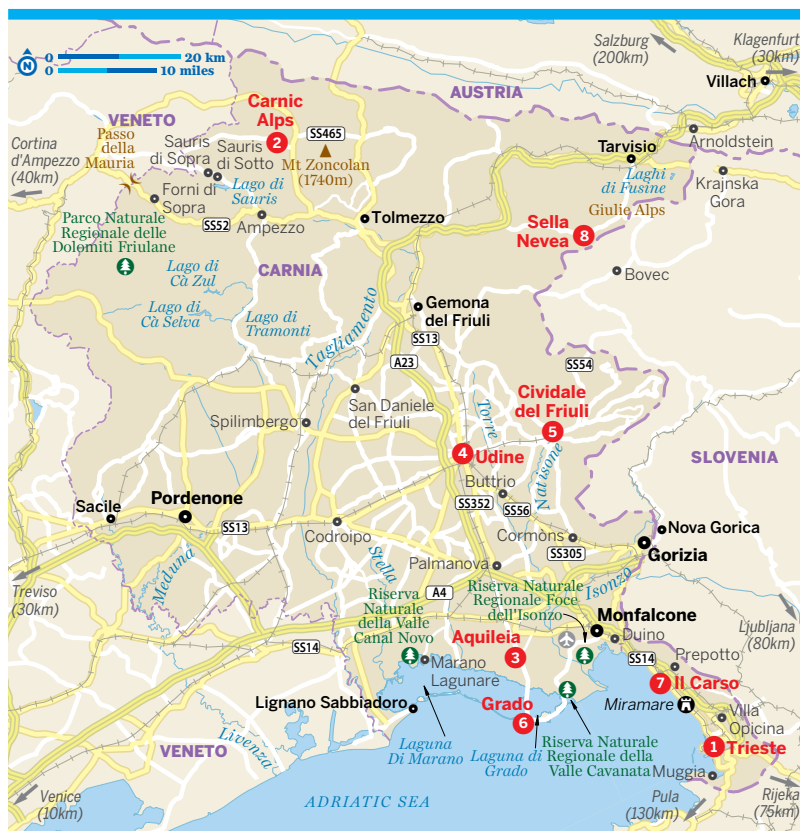 Salzburg
(200km)
Klagenfurt
(30km)
0
20 km
N
0
10 miles
Villach
AUSTRIA
Carnic
Alps
2
SS465
VENETO
Passo
della
Mauria
Cortina
d'Ampezzo
(40km)
Sauris
di Sopra
Sauris
di Sotto
Mt Zoncolan
(1740m)
Tarvisio
Arnoldstein
Laghi
di Fusine
Krajnska
Gora
Lago di
Sauris
Forni di
Sopra
Giulie Alps
Parco Naturale
Regionale delle
Dolomiti Friulane
SS52
Ampezzo
Tolmezzo
Sella
Nevea
8
Lago di
Cà Zul
CARNIA
Bovec
Lago di
Cà Selva
Lago di
Tramonti
Tagliamento
Gemona
del Friuli
SS13
A23
SS54
San Daniele
del Friuli
Torre
Cividale
del Friuli
5
Spilimbergo
4
Udine
Natisone
SLOVENIA
Buttrio
Sacile
Pordenone
SS352
SS56
SS13
Codroipo
Cormòns
Nova Gorica
Gorizia
SS305
Meduna
Stella
Palmanova
Isonzo
Treviso
(30km)
Riserva
Naturale
della Valle
Canal Novo
A4
Riserva Naturale
Regionale Foce
dell'Isonzo
Monfalcone
Ljubljana
(80km)
Duino
SS14
Aquileia
3
SS14
Prepotto
Marano
Lagunare
7
Il Carso
Lignano Sabbiadoro
Grado
6
Miramare
Villa
Opicina
VENETO
Livenza
Laguna
Di Marano
Laguna di
Grado
Riserva Naturale
Regionale della
Valle Cavanata
1
Trieste
Muggia
Venice
(10km)
ADRIATIC SEA
Pula
(130km)
Rijeka
(75km)